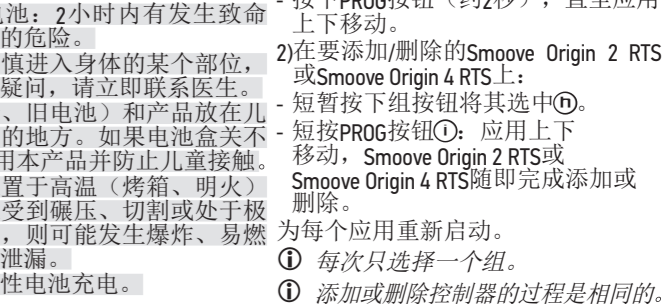 池：2小时内有发生致命
的危险。
慎进入身体的某个部位，
疑问，请立即联系医生。
、旧电池）和产品放在儿
的地方。如果电池盒关不
用本产品并防止儿童接触。
置于高温（烤箱、明火）
受到碾压、切割或处于极
，则可能发生爆炸、易燃
泄漏。
性电池充电。
- 按下PROG按钮（约2秒），直至应用
上下移动。
2)在要添加/删除的Smoove Origin 2 RTS
或Smoove Origin 4 RTS上：
- 短暂按下组按钮将其选中ⓗ。
- 短按PROG按钮ⓘ：应用上下
移动，Smoove Origin 2 RTS或
Smoove Origin 4 RTS随即完成添加或
删除。
为每个应用重新启动。
ⓘ 每次只选择一个组。
ⓘ 添加或删除控制器的过程是相同的。